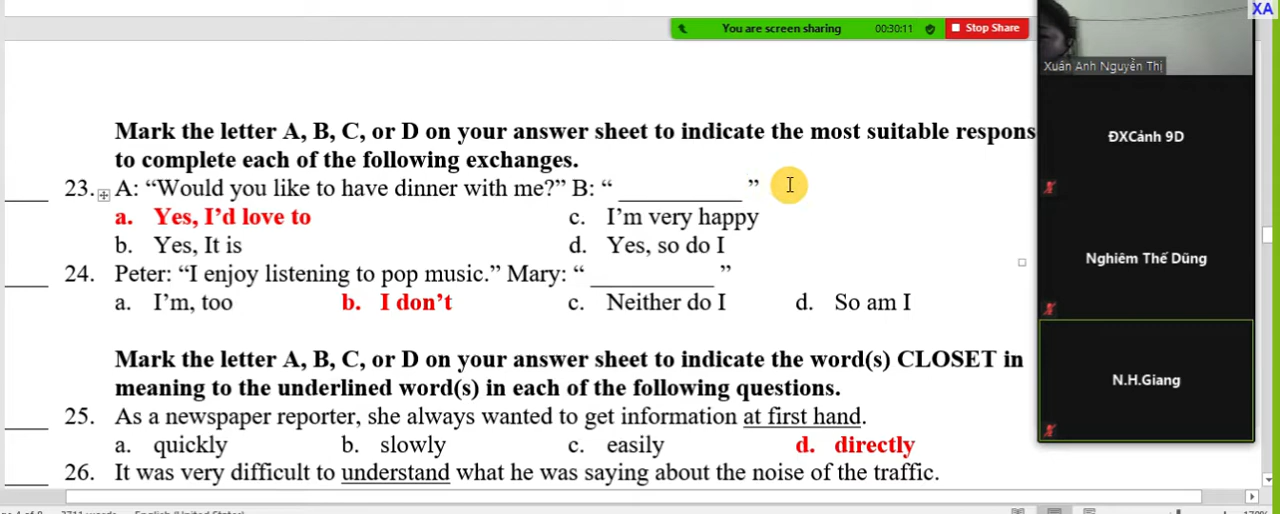 XA
You are screen sharing 00:30:11 Stop Share
Xuân Anh Nguyễn Thị
ĐXCảnh 9D
Nghiêm Thế Dũng
N.H.Giang
Mark the letter A, B, C, or D on your answer sheet to indicate the most suitable respons
to complete each of the following exchanges.
____ 23. A: “Would you like to have dinner with me?” B: “____________ ”
a. Yes, I’d love to c. I’m very happy
b. Yes, It is d. Yes, so do I
____ 24. Peter: “I enjoy listening to pop music.” Mary: “____________ ”
a. I’m, too b. I don’t c. Neither do I d. So am I
Mark the letter A, B, C, or D on your answer sheet to indicate the word(s) CLOSET in
meaning to the underlined word(s) in each of the following questions.
____ 25. As a newspaper reporter, she always wanted to get information at first hand.
a. quickly b. slowly c. easily d. directly
____ 26. It was very difficult to understand what he was saying about the noise of the traffic.